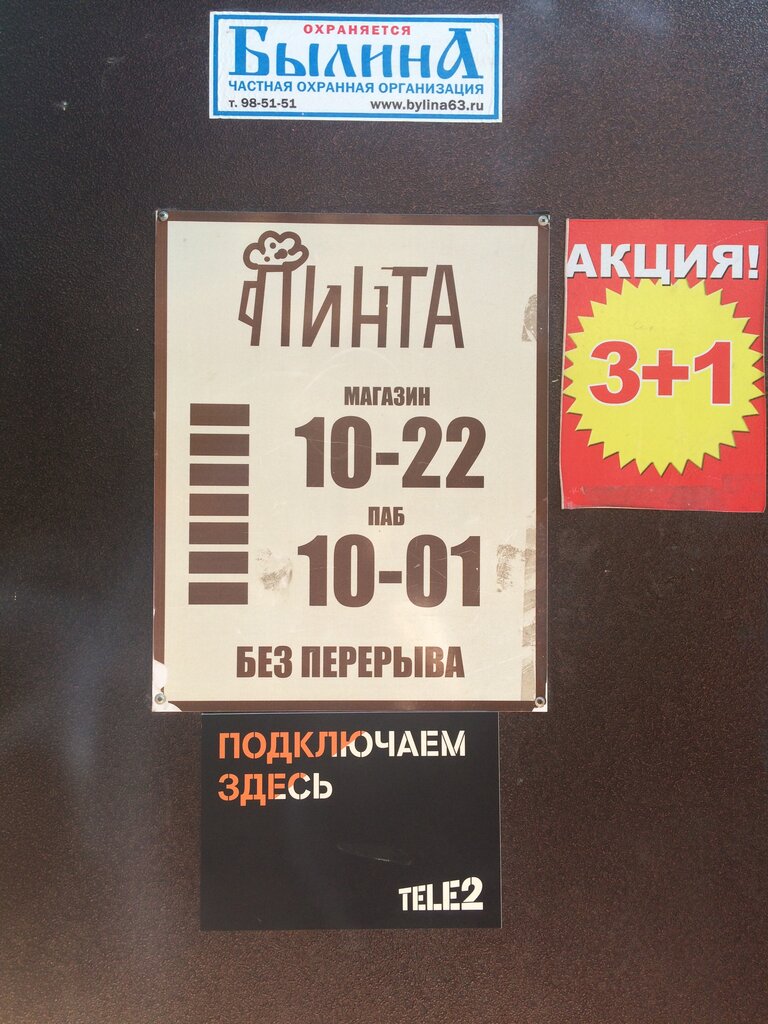 ОХРАНЯЕТСЯ
БЫЛИНА
ЧАСТНАЯ ОХРАННАЯ ОРГАНИЗАЦИЯ
т. 98-51-51 www.bylina63.ru
ПИНТА
МАГАЗИН
10-22
ПАБ
10-01
БЕЗ ПЕРЕРЫВА
АКЦИЯ!
3+1
ПОДКЛЮЧАЕМ
ЗДЕСЬ
TELE2